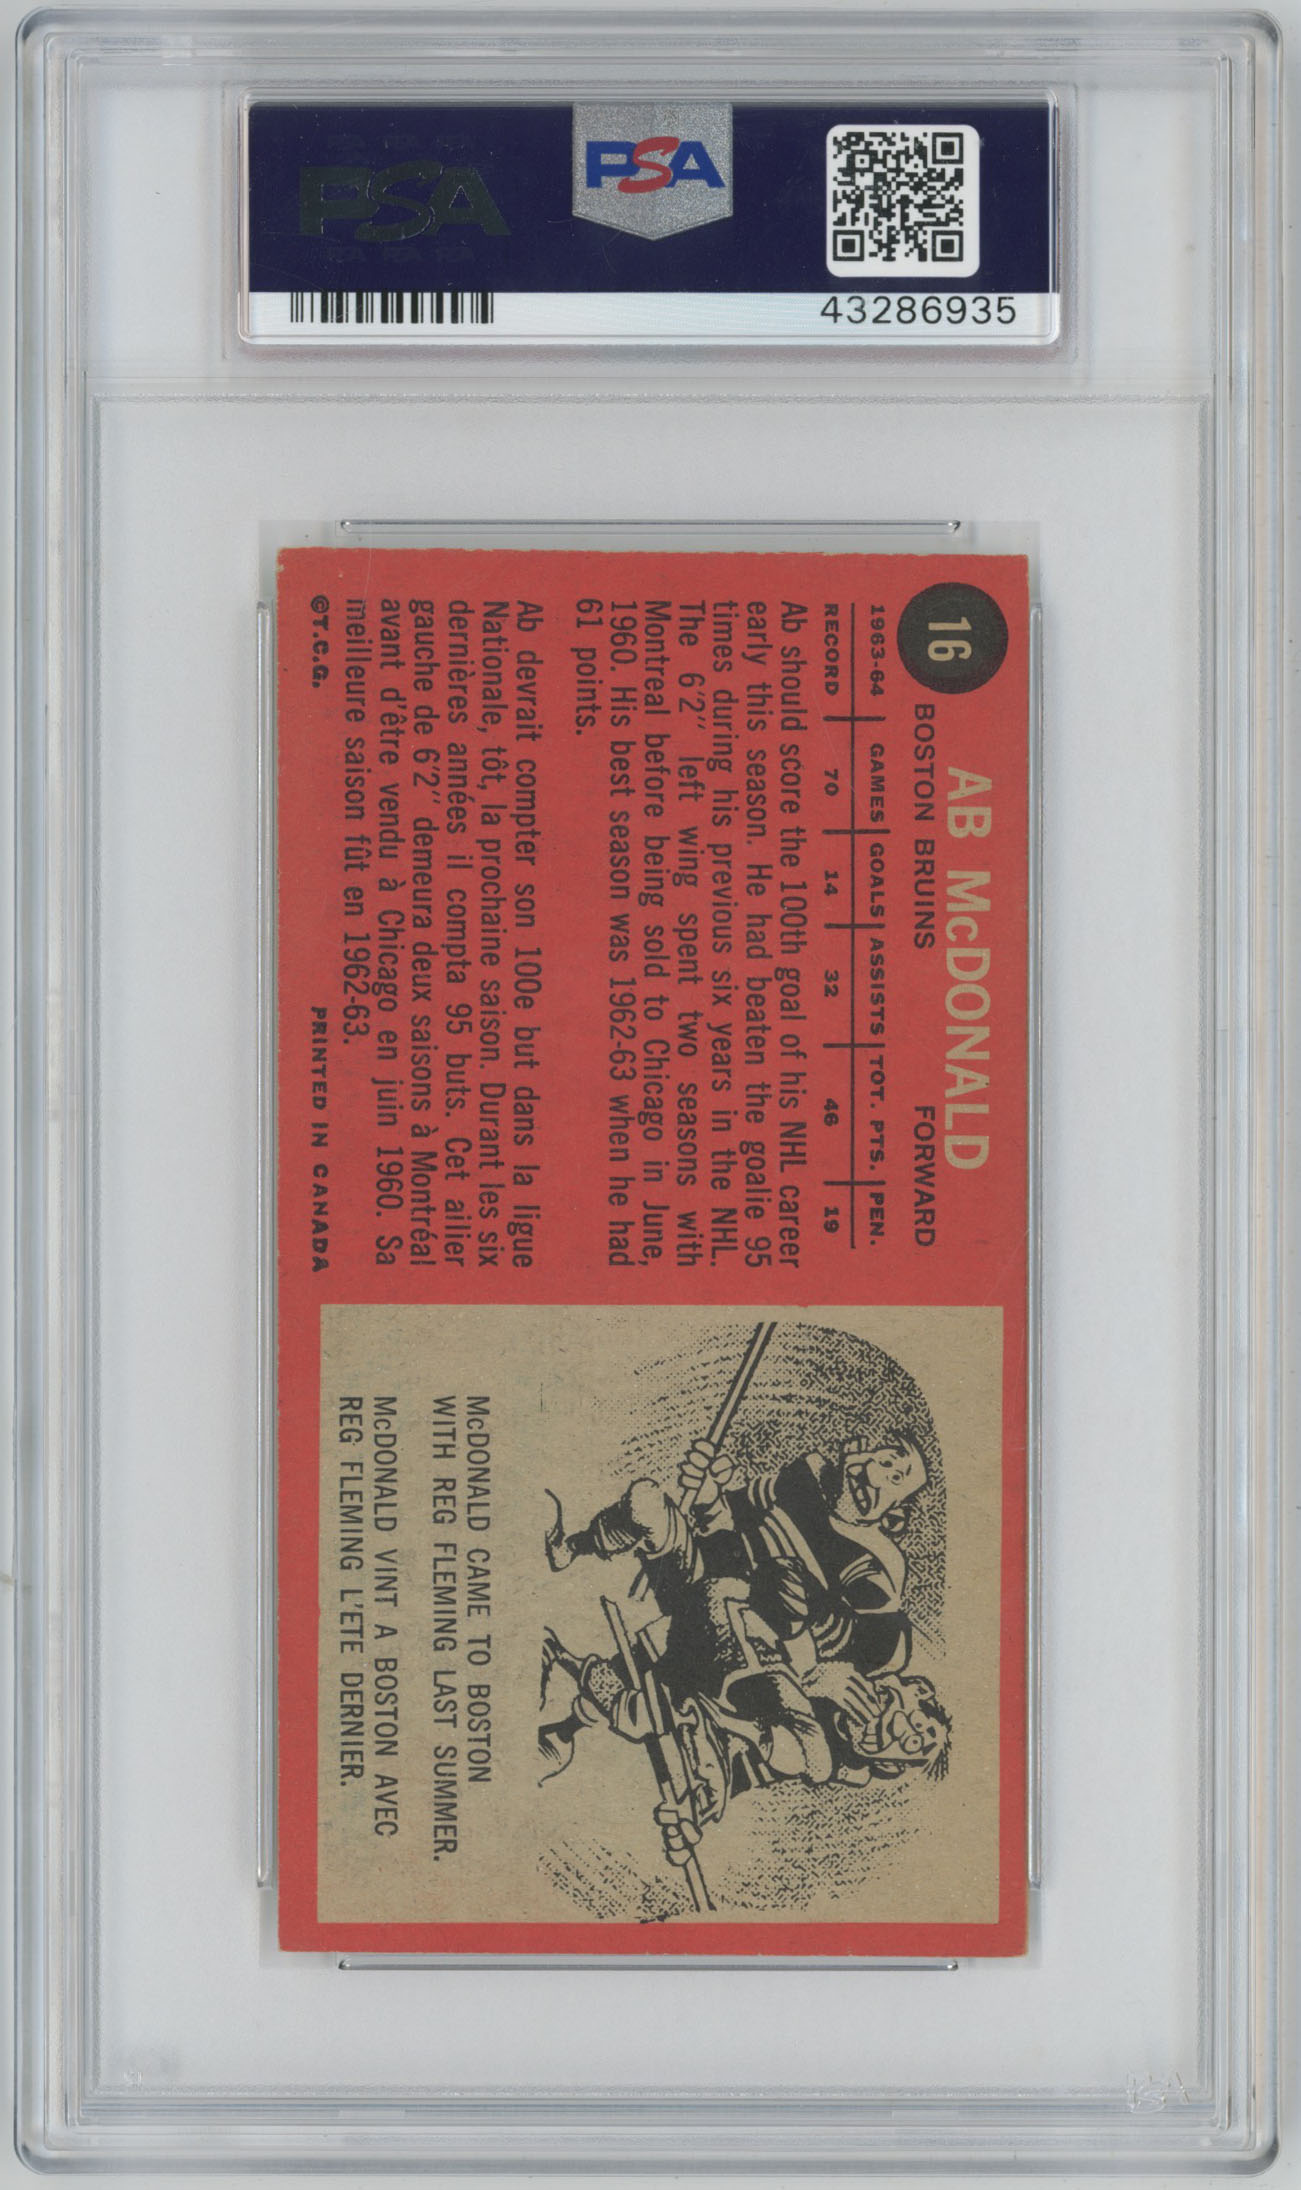 PSA
PSA
43286935
16
AB McDONALD
BOSTON BRUINS FORWARD
1963-64 GAMES GOALS ASSISTS TOT. PTS. PEN.
RECORD 70 14 32 46 19
Ab should score the 100th goal of his NHL career
early this season. He had beaten the goalie 95
times during his previous six years in the NHL.
The 6'2" left wing spent two seasons with
Montreal before being sold to Chicago in June,
1960. His best season was 1962-63 when he had
61 points.
Ab devrait compter son 100e but dans la ligue
Nationale, tôt, la prochaine saison. Durant les six
dernières années il compta 95 buts. Cet ailier
gauche de 6'2" demeura deux saisons à Montréal
avant d'être vendu à Chicago en juin 1960. Sa
meilleure saison fût en 1962-63.
©T.C.G. PRINTED IN CANADA
McDONALD CAME TO BOSTON
WITH REG FLEMING LAST SUMMER.
McDONALD VINT A BOSTON AVEC
REG FLEMING L'ETE DERNIER.
PSA